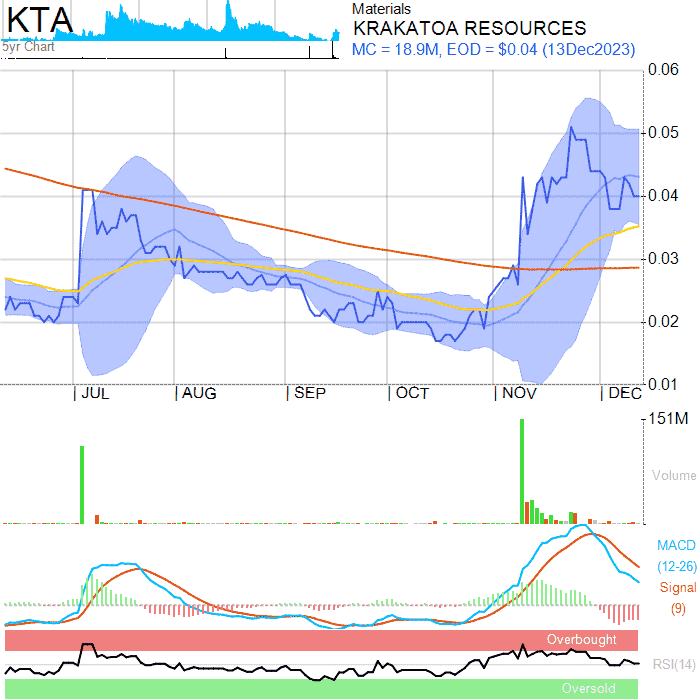 KTA
5yr Chart
Materials
KRAKATOA RESOURCES
MC = 18.9M, EOD = $0.04 (13Dec2023)
0.06
0.05
0.04
0.03
0.02
0.01
JUL AUG SEP OCT NOV DEC
151M
Volume
MACD
(12-26)
Signal
(9)
Overbought
RSI(14)
Oversold